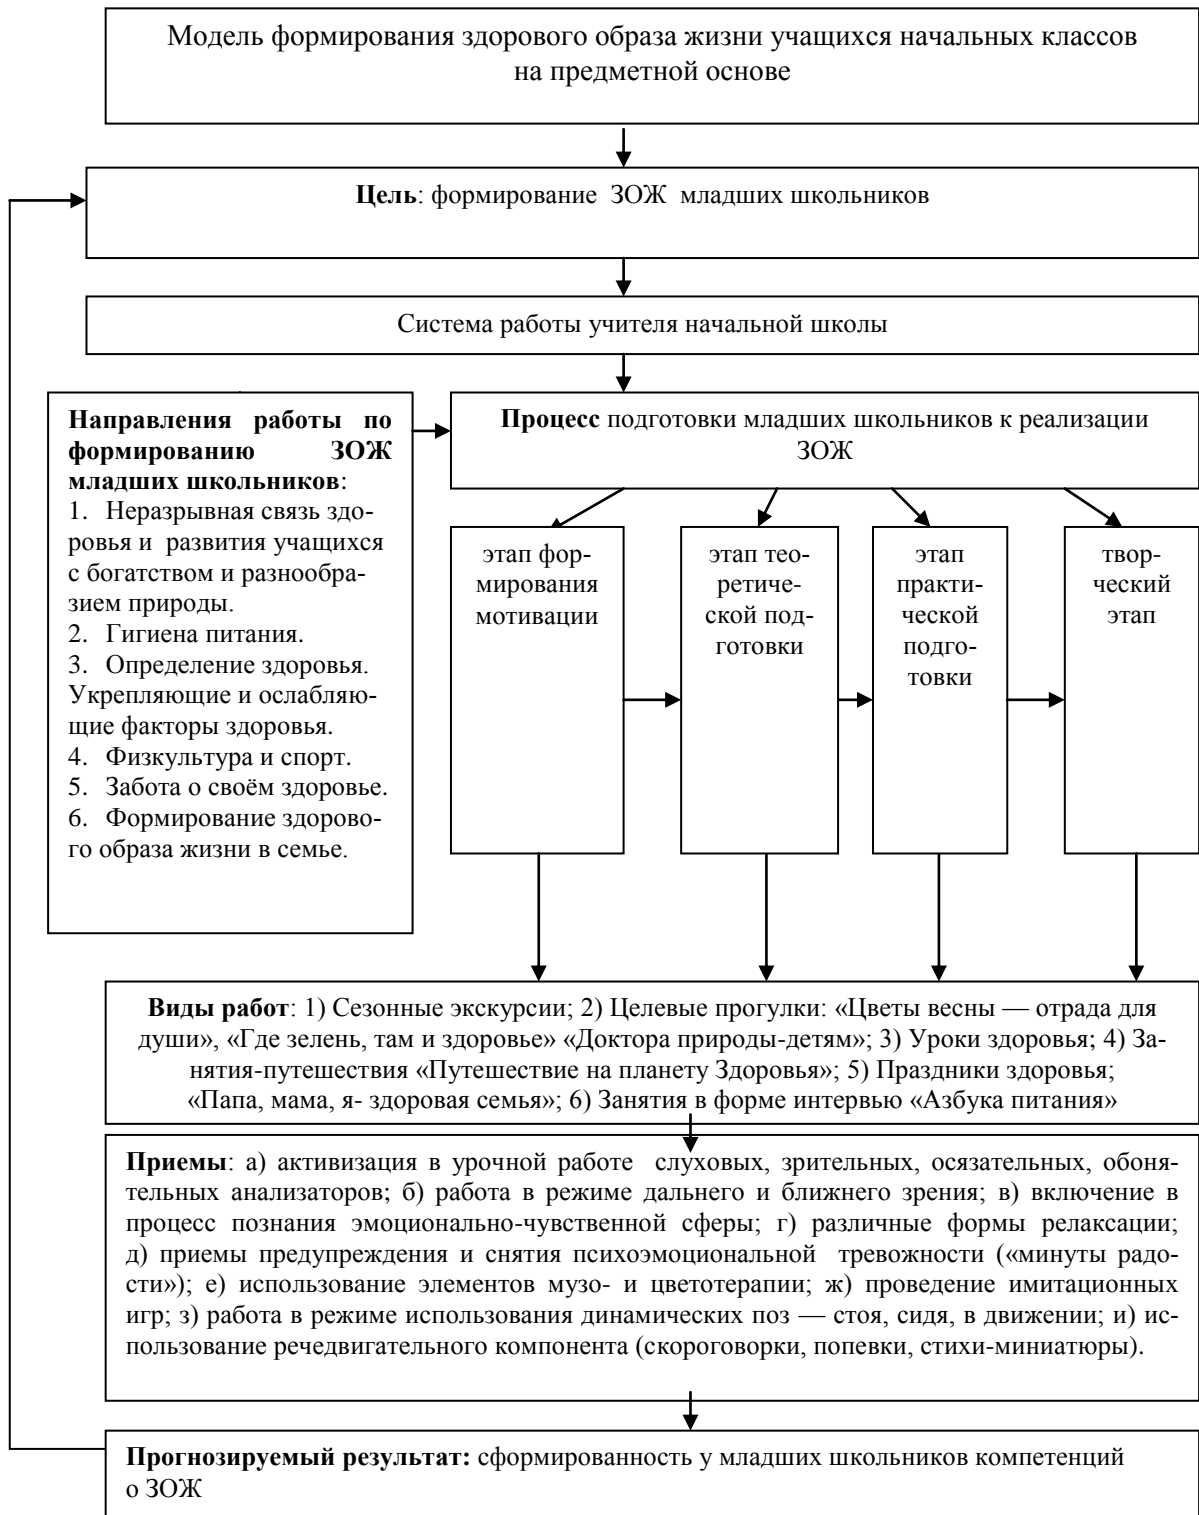 Модель формирования здорового образа жизни учащихся начальных классов
на предметной основе
Цель: формирование ЗОЖ младших школьников
Система работы учителя начальной школы
Направления работы по
формированию ЗОЖ
младших школьников:
1. Неразрывная связь здо-
ровья и развития учащихся
с богатством и разнообра-
зием природы.
2. Гигиена питания.
3. Определение здоровья.
Укрепляющие и ослабляю-
щие факторы здоровья.
4. Физкультура и спорт.
5. Забота о своём здоровье.
6. Формирование здорово-
го образа жизни в семье.
Процесс подготовки младших школьников к реализации
ЗОЖ
этап фор-
мирования
мотивации
этап тео-
ретиче-
ской под-
готовки
этап
практи-
ческой
подго-
товки
твор-
ческий
этап
Виды работ: 1) Сезонные экскурсии; 2) Целевые прогулки: «Цветы весны — отрада для
души», «Где зелень, там и здоровье» «Доктора природы-детям»; 3) Уроки здоровья; 4) За-
нятия-путешествия «Путешествие на планету Здоровья»; 5) Праздники здоровья;
«Папа, мама, я- здоровая семья»; 6) Занятия в форме интервью «Азбука питания»
Приемы: а) активизация в урочной работе слуховых, зрительных, осязательных, обоня-
тельных анализаторов; б) работа в режиме дальнего и ближнего зрения; в) включение в
процесс познания эмоционально-чувственной сферы; г) различные формы релаксации;
д) приемы предупреждения и снятия психоэмоциональной тревожности («минуты радо-
сти»); е) использование элементов музо- и цветотерапии; ж) проведение имитационных
игр; з) работа в режиме использования динамических поз — стоя, сидя, в движении; и) ис-
пользование речедвигательного компонента (скороговорки, попевки, стихи-миниатюры).
Прогнозируемый результат: сформированность у младших школьников компетенций
о ЗОЖ